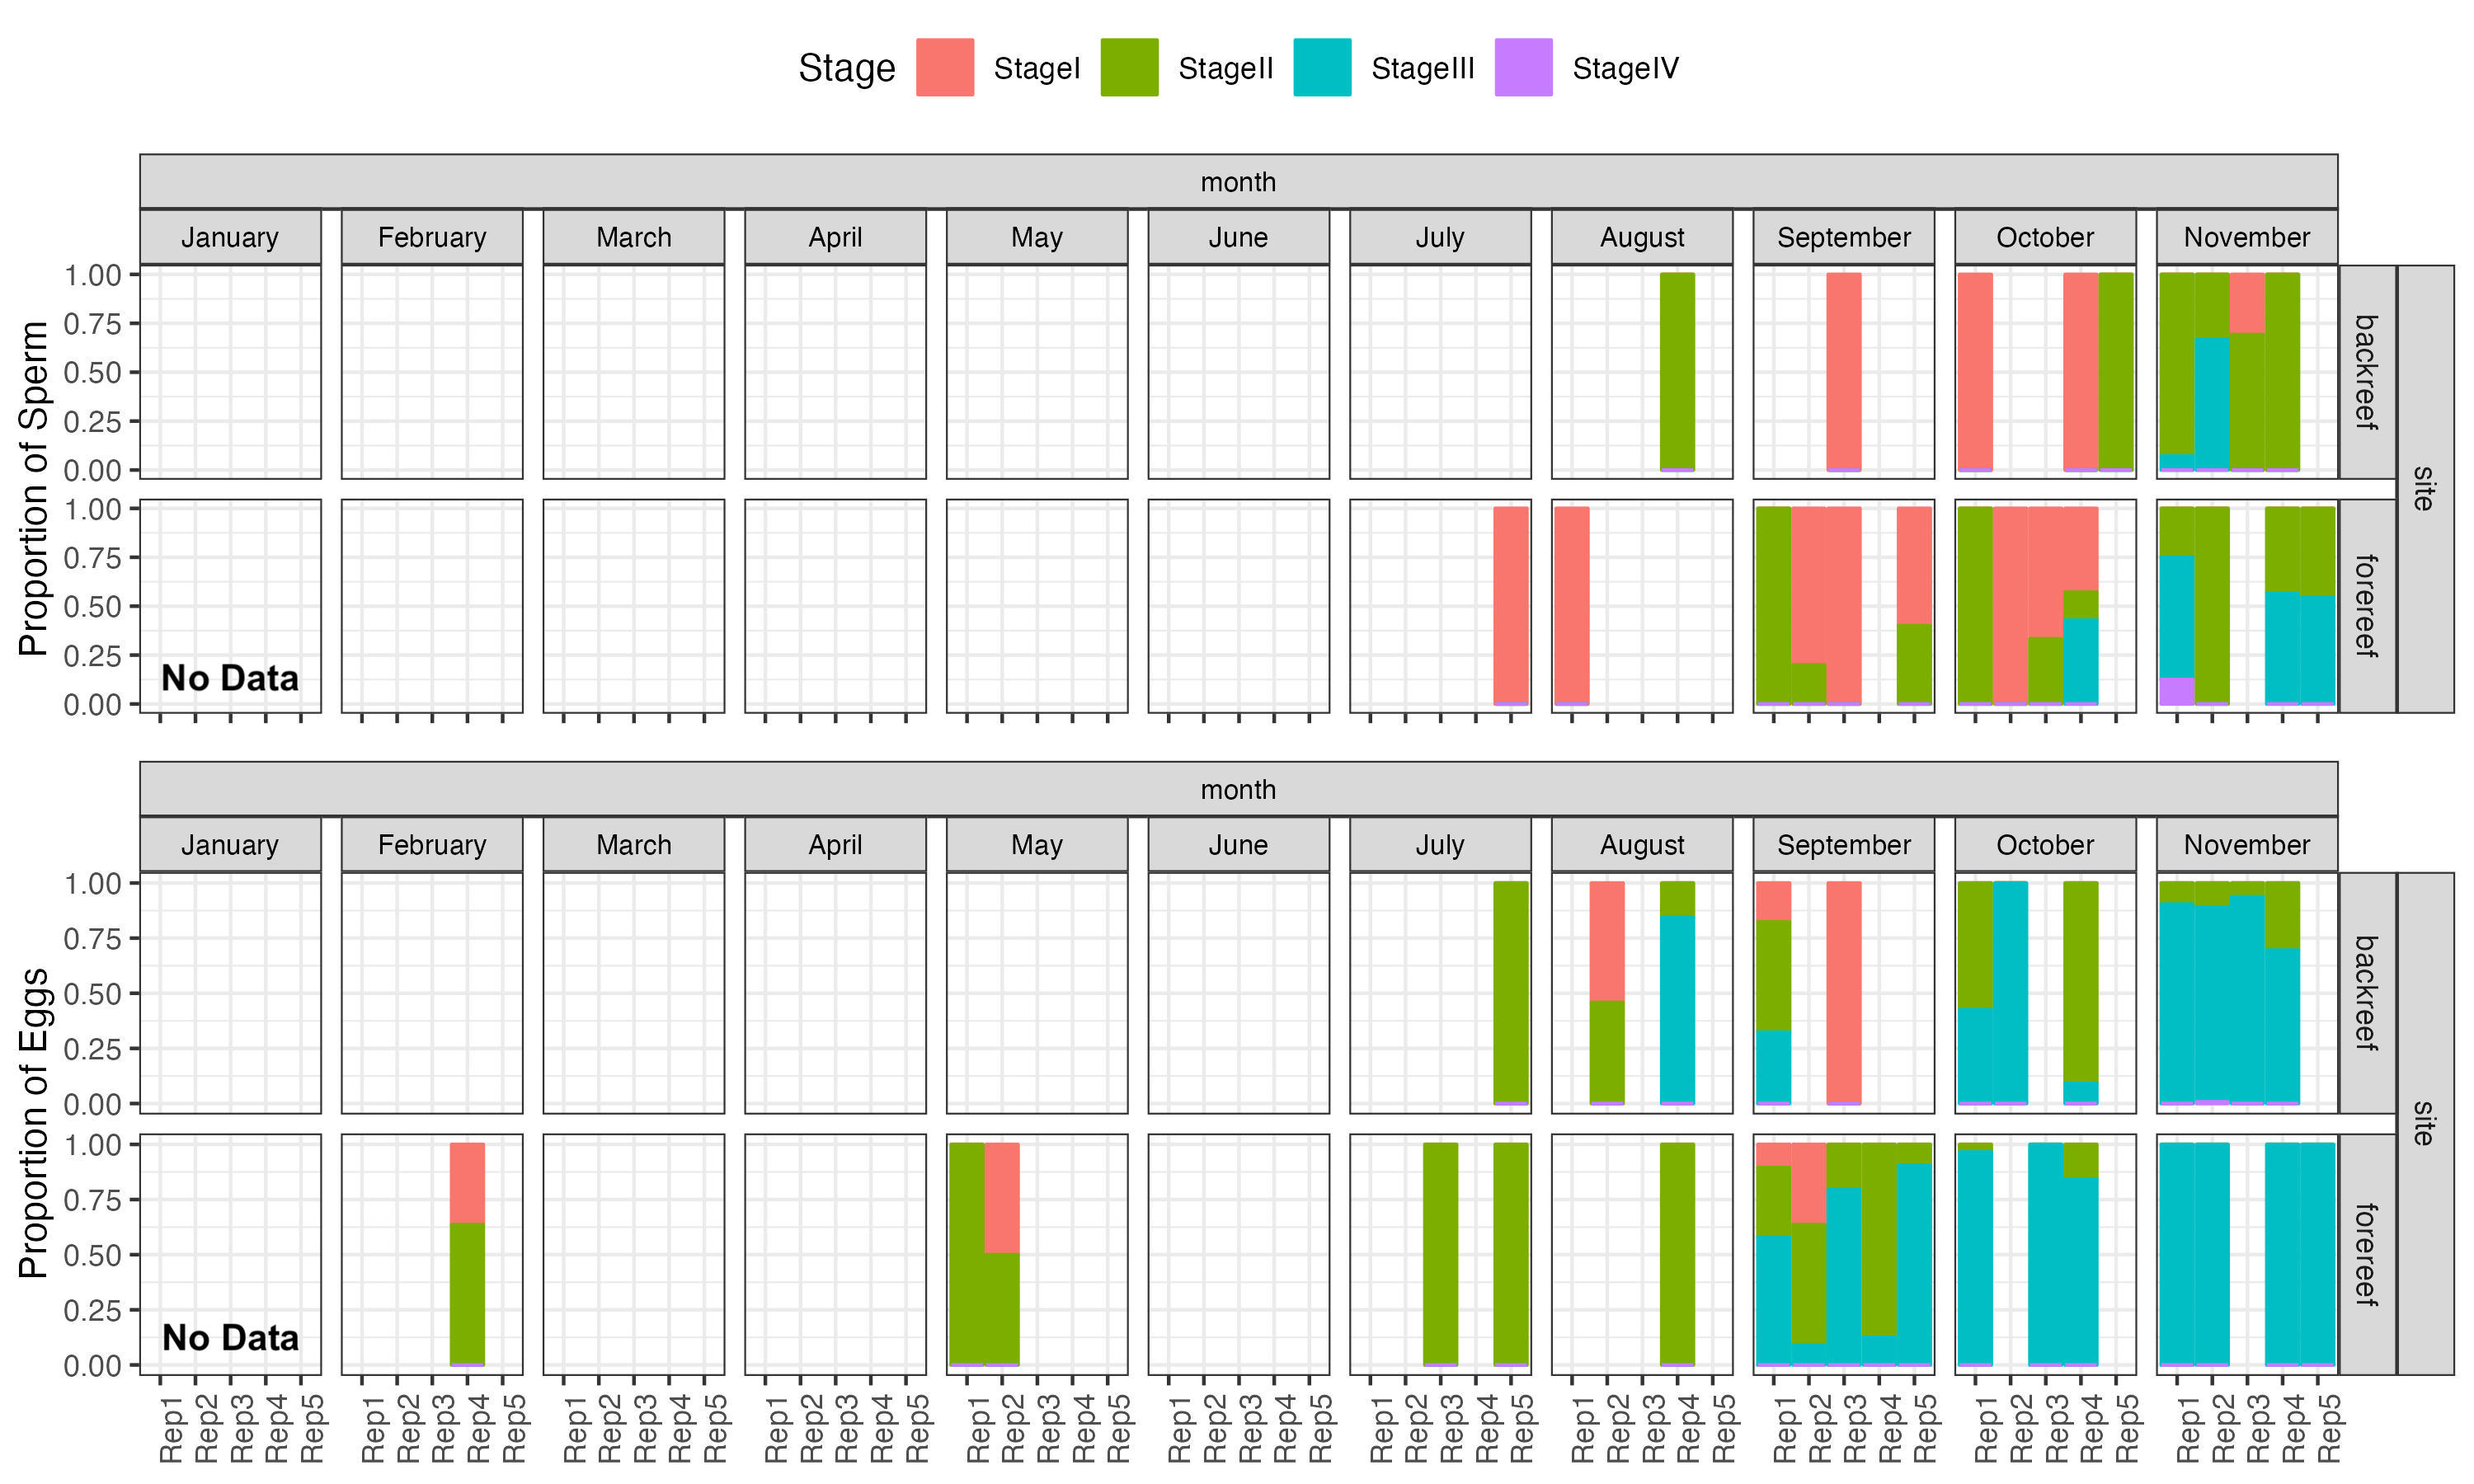 Stage StageI StageII StageIII StageIV
month
January February March April May June July August September October November
Proportion of Sperm
1.00
0.75
0.50
0.25
0.00
backreef
1.00
0.75
0.50
0.25
0.00
No Data
forereef
site
month
January February March April May June July August September October November
Proportion of Eggs
1.00
0.75
0.50
0.25
0.00
backreef
1.00
0.75
0.50
0.25
0.00
No Data
forereef
site
Rep1 Rep2 Rep3 Rep4 Rep5 Rep1 Rep2 Rep3 Rep4 Rep5 Rep1 Rep2 Rep3 Rep4 Rep5 Rep1 Rep2 Rep3 Rep4 Rep5 Rep1 Rep2 Rep3 Rep4 Rep5 Rep1 Rep2 Rep3 Rep4 Rep5 Rep1 Rep2 Rep3 Rep4 Rep5 Rep1 Rep2 Rep3 Rep4 Rep5 Rep1 Rep2 Rep3 Rep4 Rep5 Rep1 Rep2 Rep3 Rep4 Rep5 Rep1 Rep2 Rep3 Rep4 Rep5